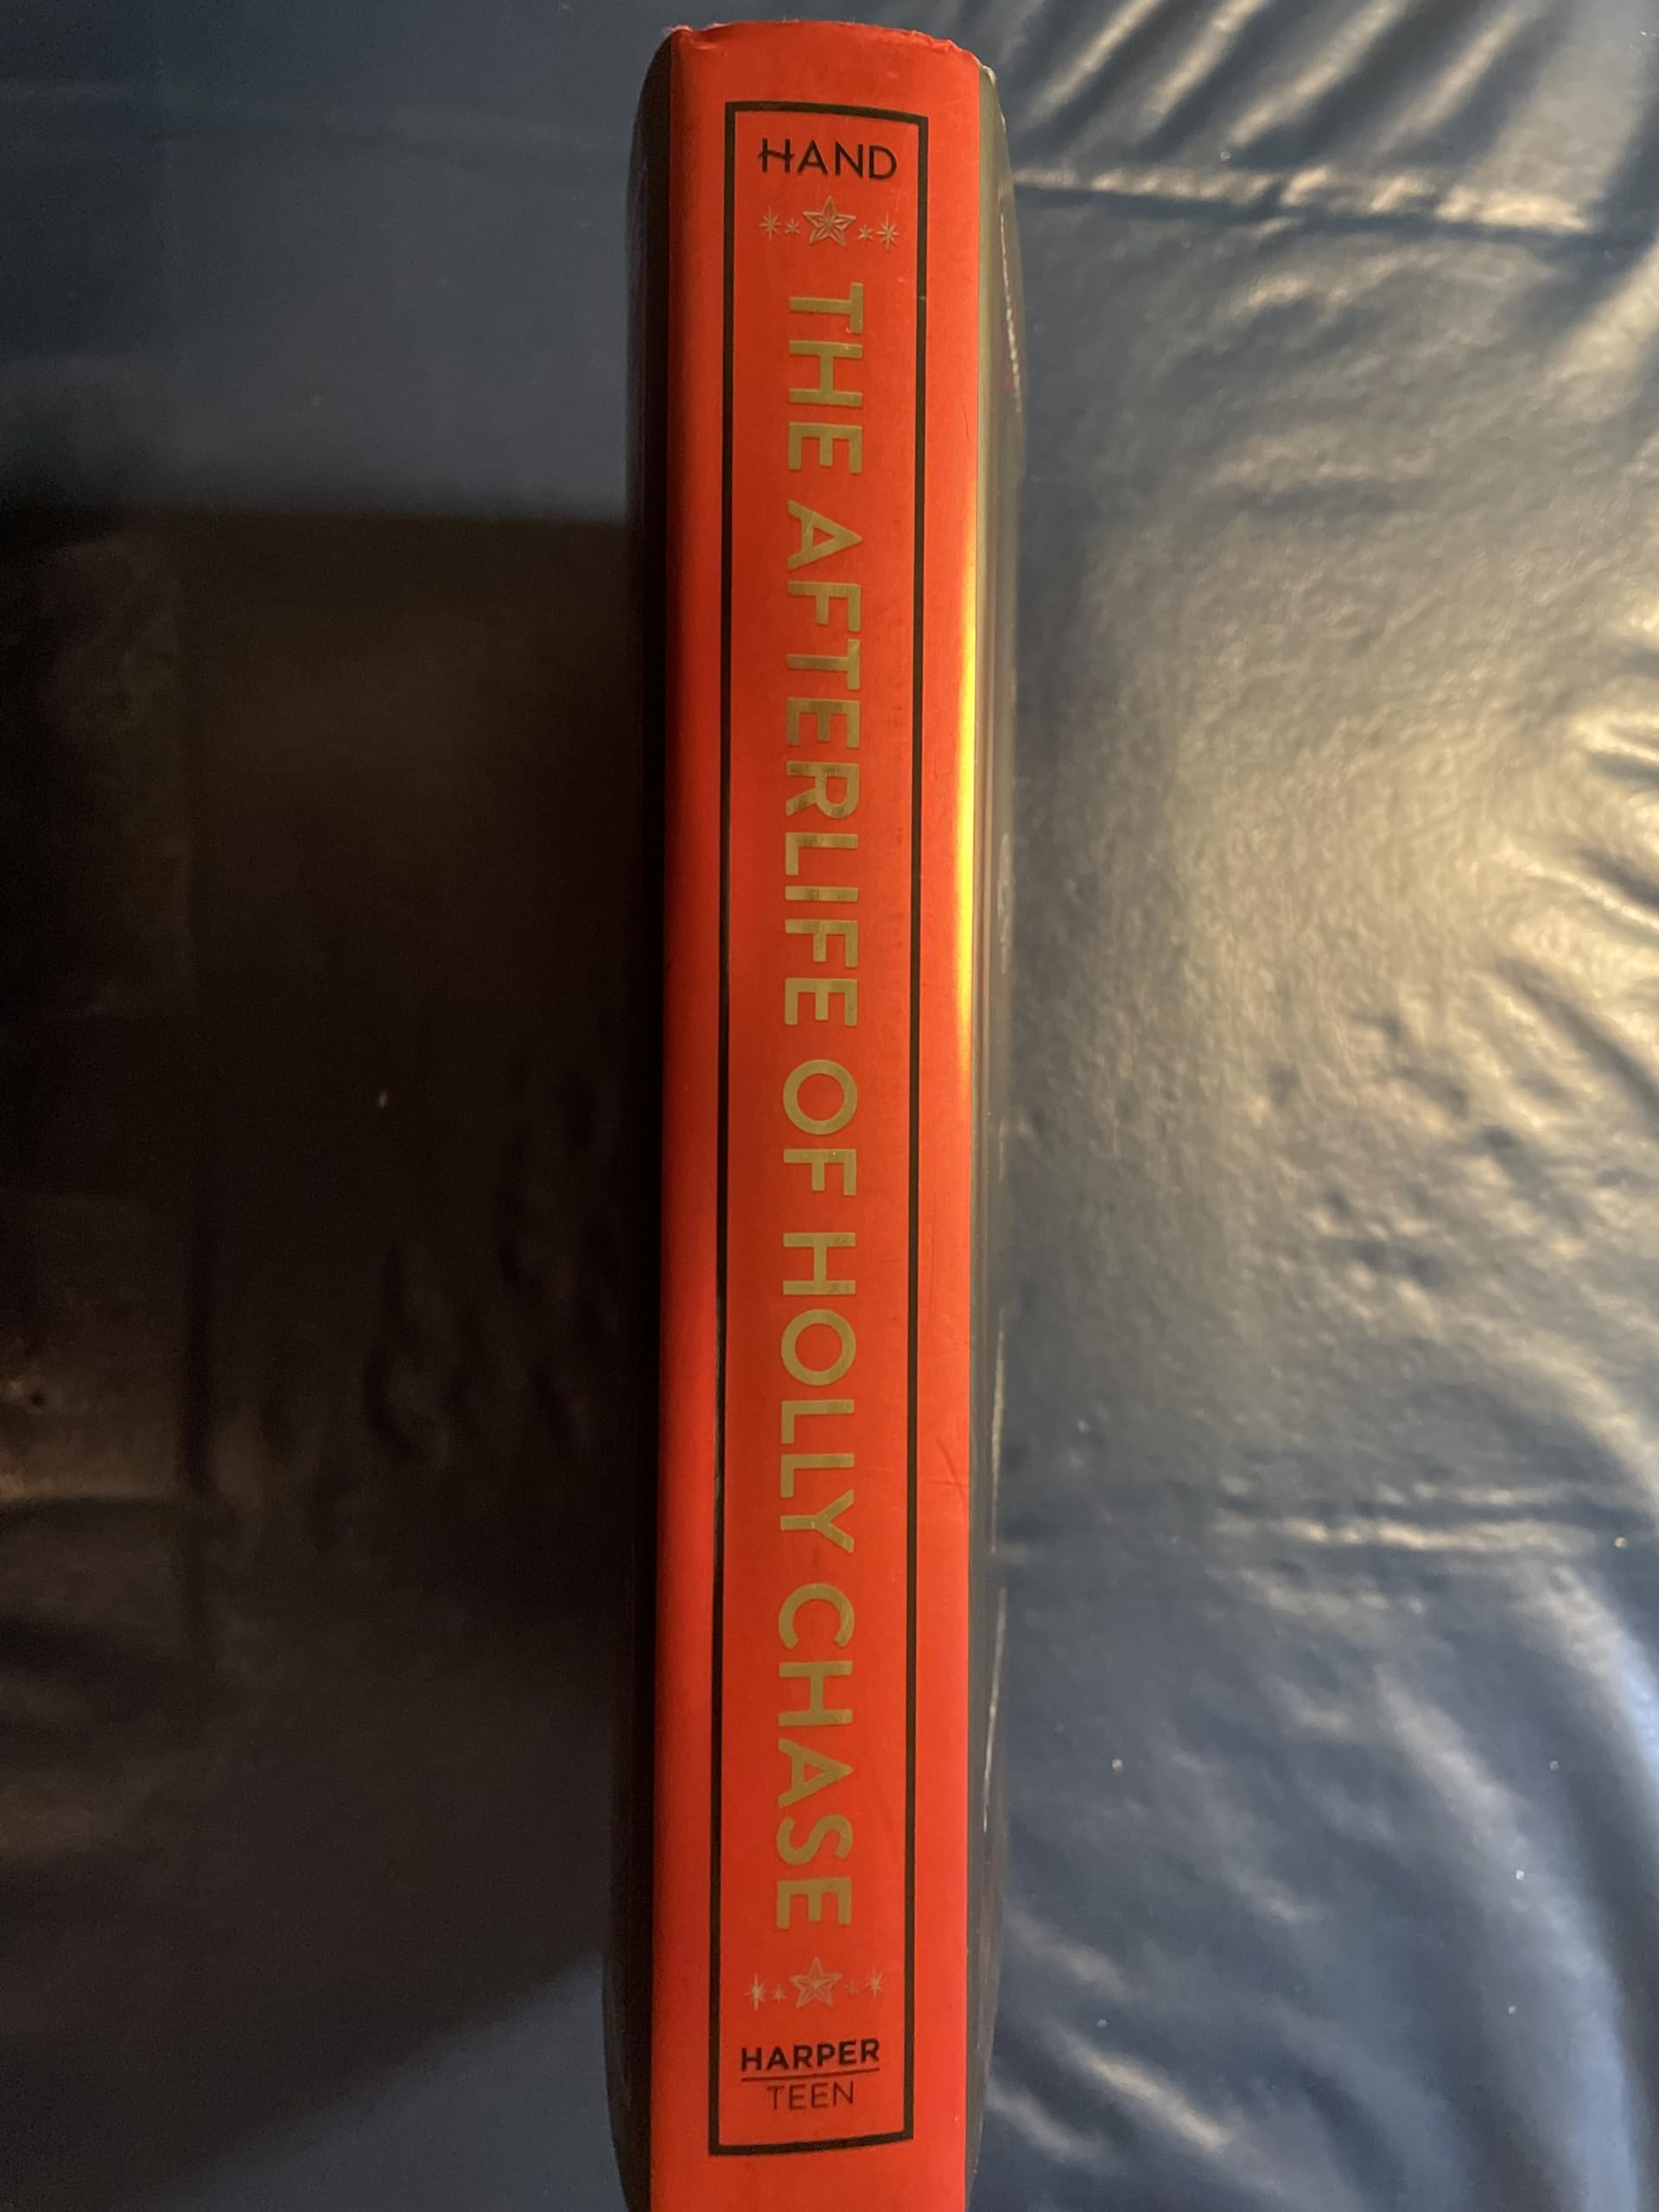 HAND
THE AFTERLIFE OF HOLLY CHASE
HARPER
TEEN